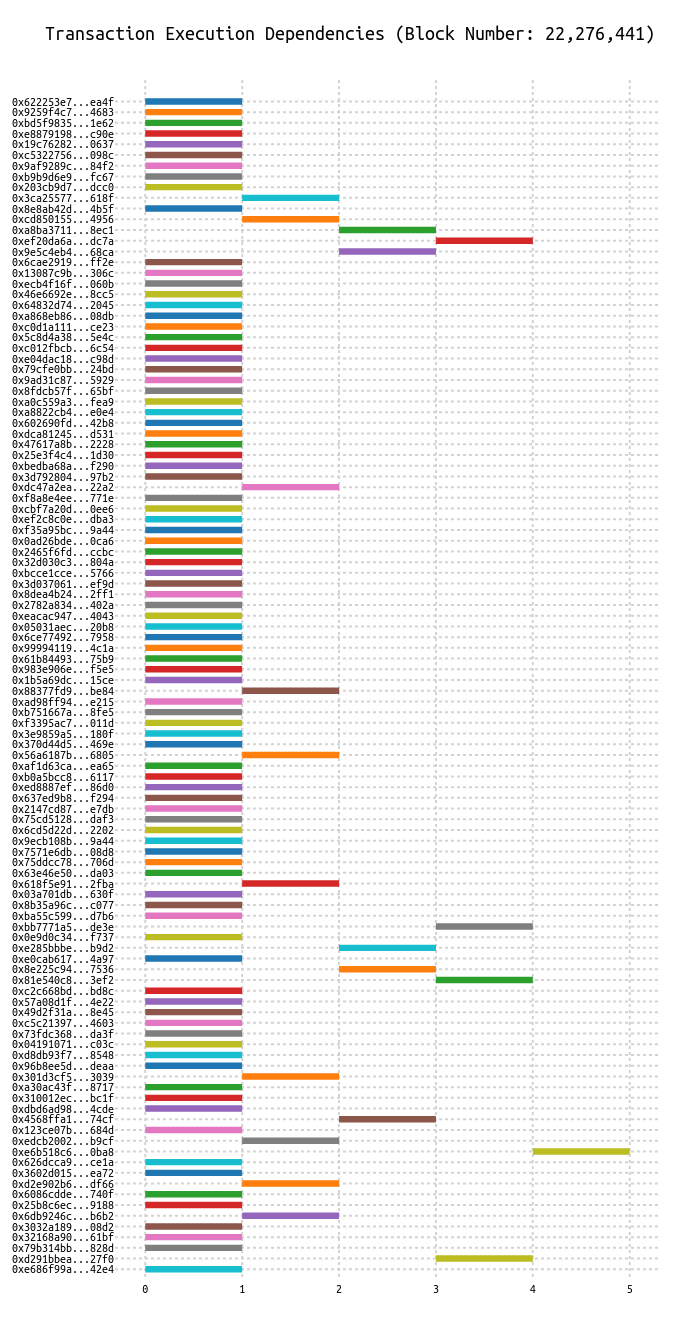 Transaction Execution Dependencies (Block Number: 22,276,441)
0x622253e7...ea4f
0x9259f4c7...4683
0xbd5f9835...1e62
0xe8879198...c90e
0x19c76282...0637
0xc5322756...098c
0x9af9289c...84f2
0xb9b9d6e9...fc67
0x203cb9d7...dcc0
0x3ca25577...618f
0x8e8ab42d...4b5f
0xcd850155...4956
0xa8ba3711...8ec1
0xef20da6a...dc7a
0x9e5c4eb4...68ca
0x6cae2919...ff2e
0x13087c9b...306c
0xecb4f16f...060b
0x46e6692e...8cc5
0x64832d74...2045
0xa868eb86...08db
0xc0d1a111...ce23
0x5c8d4a38...5e4c
0xc012fbcb...6c54
0xe04dac18...c98d
0x79cfe0bb...24bd
0x9ad31c87...5929
0x8fdcb57f...65bf
0xa0c559a3...fea9
0xa8822cb4...e0e4
0x602690fd...42b8
0xdca81245...d531
0x47617a8b...2228
0x25e3f4c4...1d30
0xbedba68a...f290
0x3d792804...97b2
0xdc47a2ea...22a2
0xf8a8e4ee...771e
0xcbf7a20d...0ee6
0xef2c8c0e...dba3
0xf35a95bc...9a44
0x0ad26bde...0ca6
0x2465f6fd...ccbc
0x32d030c3...804a
0xbcce1cce...5766
0x3d037061...ef9d
0x8dea4b24...2ff1
0x2782a834...402a
0xeacac947...4043
0x05031aec...20b8
0x6ce77492...7958
0x99994119...4c1a
0x61b84493...75b9
0x983e906e...f5e5
0x1b5a69dc...15ce
0x88377fd9...be84
0xad98ff94...e215
0xb751667a...8fe5
0xf3395ac7...011d
0x3e9859a5...180f
0x370d44d5...469e
0x56a6187b...6805
0xaf1d63ca...ea65
0xb0a5bcc8...6117
0xed8887ef...86d0
0x637ed9b8...f294
0x2147cd87...e7db
0x75cd5128...daf3
0x6cd5d22d...2202
0x9ecb108b...9a44
0x7571e6db...08d8
0x75ddcc78...706d
0x63e46e50...da03
0x618f5e91...2fba
0x03a701db...630f
0x8b35a96c...c077
0xba55c599...d7b6
0xbb7771a5...de3e
0x0e9d0c34...f737
0xe285bbbe...b9d2
0xe0cab617...4a97
0x8e225c94...7536
0x81e540c8...3ef2
0xc2c668bd...bd8c
0x57a08d1f...4e22
0x49d2f31a...8e45
0xc5c21397...4603
0x73fdc368...da3f
0x04191071...c03c
0xd8db93f7...8548
0x96b8ee5d...deaa
0x301d3cf5...3039
0xa30ac43f...8717
0x310012ec...bc1f
0xdbd6ad98...4cde
0x4568ffa1...74cf
0x123ce07b...684d
0xedcb2002...b9cf
0xe6b518c6...0ba8
0x626dcca9...ce1a
0x3602d015...ea72
0xd2e902b6...df66
0x6086cdde...740f
0x25b8c6ec...9188
0x6db9246c...b6b2
0x3032a189...08d2
0x32168a90...61bf
0x79b314bb...828d
0xd291bbea...27f0
0xe686f99a...42e4
0 1 2 3 4 5